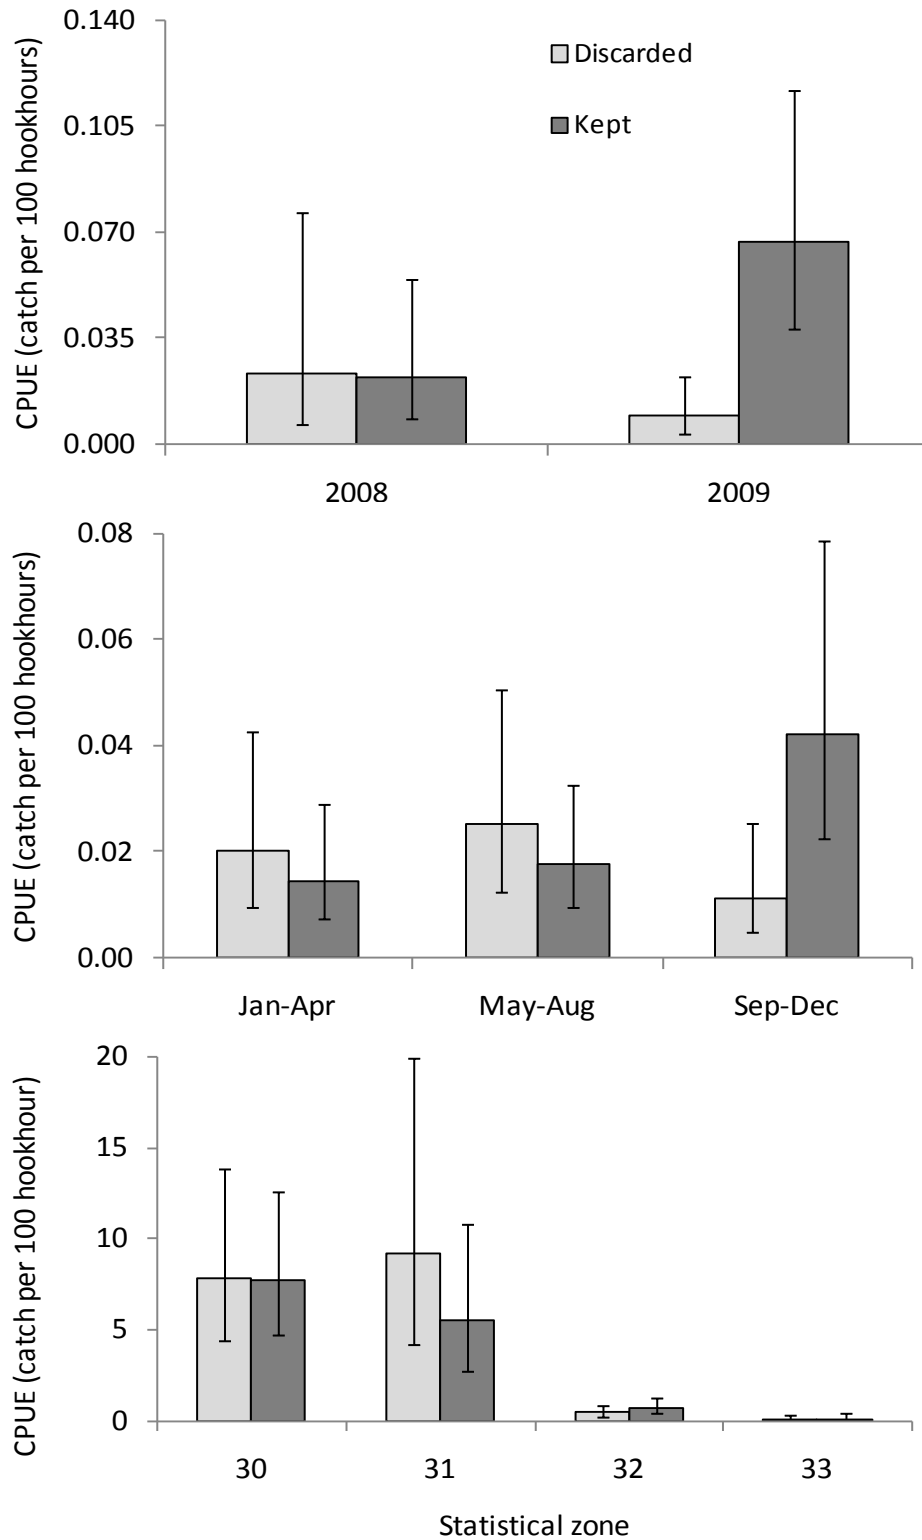 CPUE (catch per 100 hookhours)
0.140
0.105
0.070
0.035
0.000
Discarded
Kept
2008 2009
CPUE (catch per 100 hookhours)
0.08
0.06
0.04
0.02
0.00
Jan-Apr May-Aug Sep-Dec
CPUE (catch per 100 hookhour)
20
15
10
5
0
30 31 32 33
Statistical zone